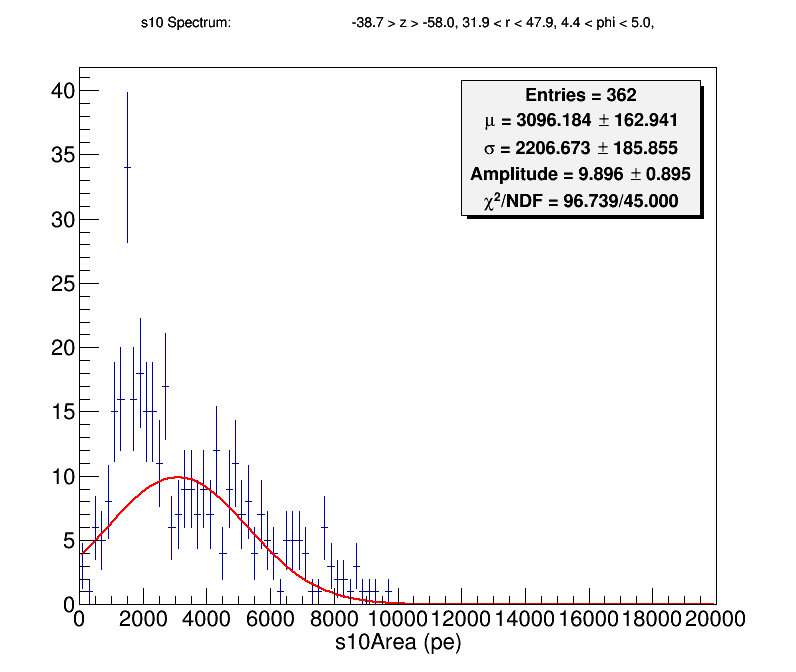 s10 Spectrum: -38.7 > z > -58.0, 31.9 < r < 47.9, 4.4 < phi < 5.0,
Entries = 362
μ = 3096.184 ± 162.941
σ = 2206.673 ± 185.855
Amplitude = 9.896 ± 0.895
χ²/NDF = 96.739/45.000
40
35
30
25
20
15
10
5
0
0 2000 4000 6000 8000 10000 12000 14000 16000 18000 20000
s10Area (pe)